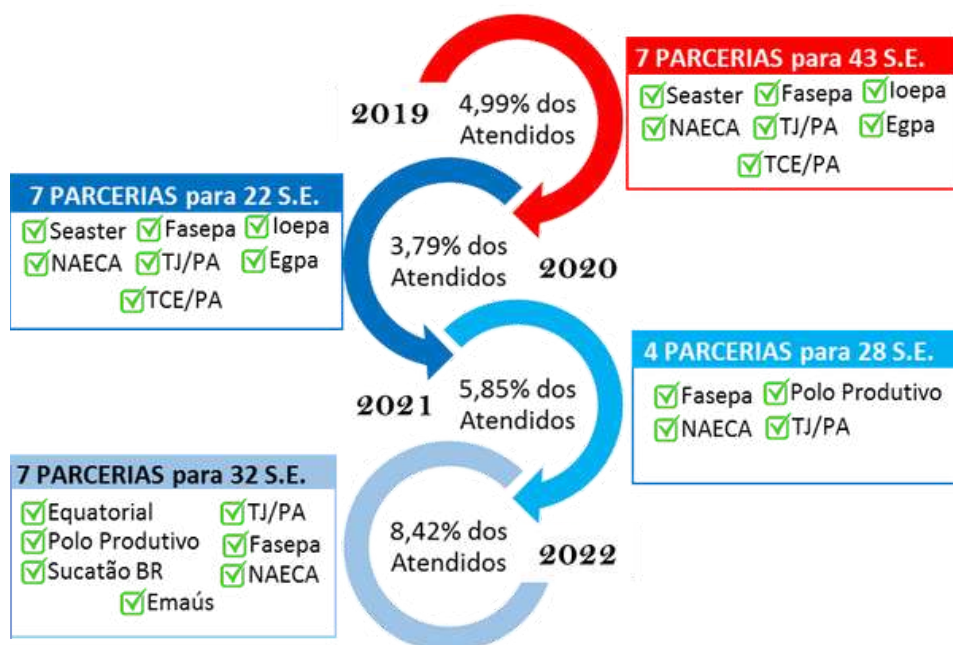 2019
4,99% dos
Atendidos
7 PARCERIAS para 43 S.E.
Seaster Fasepa Ioepa
NAECA TJ/PA Egpa
TCE/PA
7 PARCERIAS para 22 S.E.
Seaster Fasepa Ioepa
NAECA TJ/PA Egpa
TCE/PA
3,79% dos
Atendidos
2020
2021
5,85% dos
Atendidos
4 PARCERIAS para 28 S.E.
Fasepa Polo Produtivo
NAECA TJ/PA
7 PARCERIAS para 32 S.E.
Equatorial TJ/PA
Polo Produtivo Fasepa
Sucatão BR NAECA
Emaús
8,42% dos
Atendidos
2022